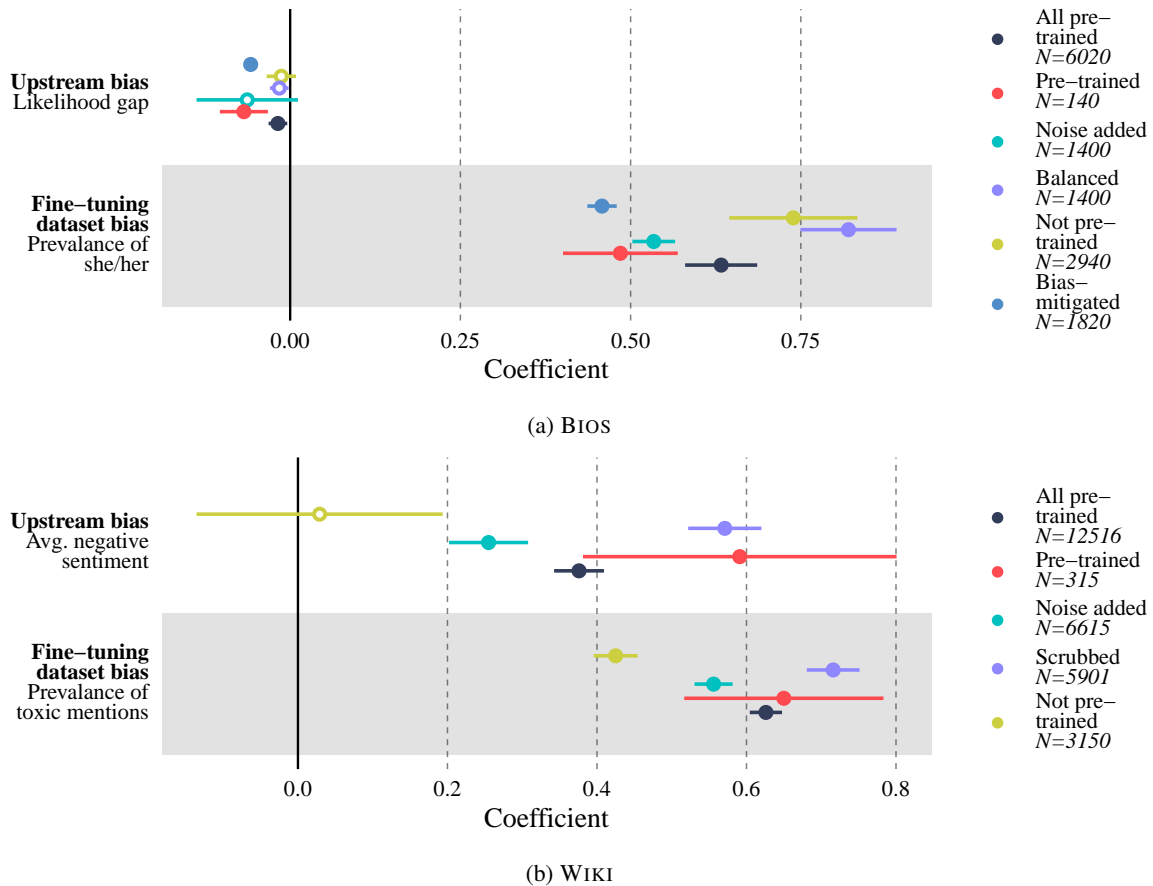 Upstream bias
Likelihood gap
Fine−tuning
dataset bias
Prevalance of
she/her
0.00
0.25
0.50
0.75
Coefficient
All pre−
trained
N=6020
Pre−trained
N=140
Noise added
N=1400
Balanced
N=1400
Not pre−
trained
N=2940
Bias−
mitigated
N=1820
(a) BIOS
Upstream bias
Avg. negative
sentiment
Fine−tuning
dataset bias
Prevalance of
toxic mentions
0.0
0.2
0.4
0.6
0.8
Coefficient
All pre−
trained
N=12516
Pre−trained
N=315
Noise added
N=6615
Scrubbed
N=5901
Not pre−
trained
N=3150
(b) WIKI